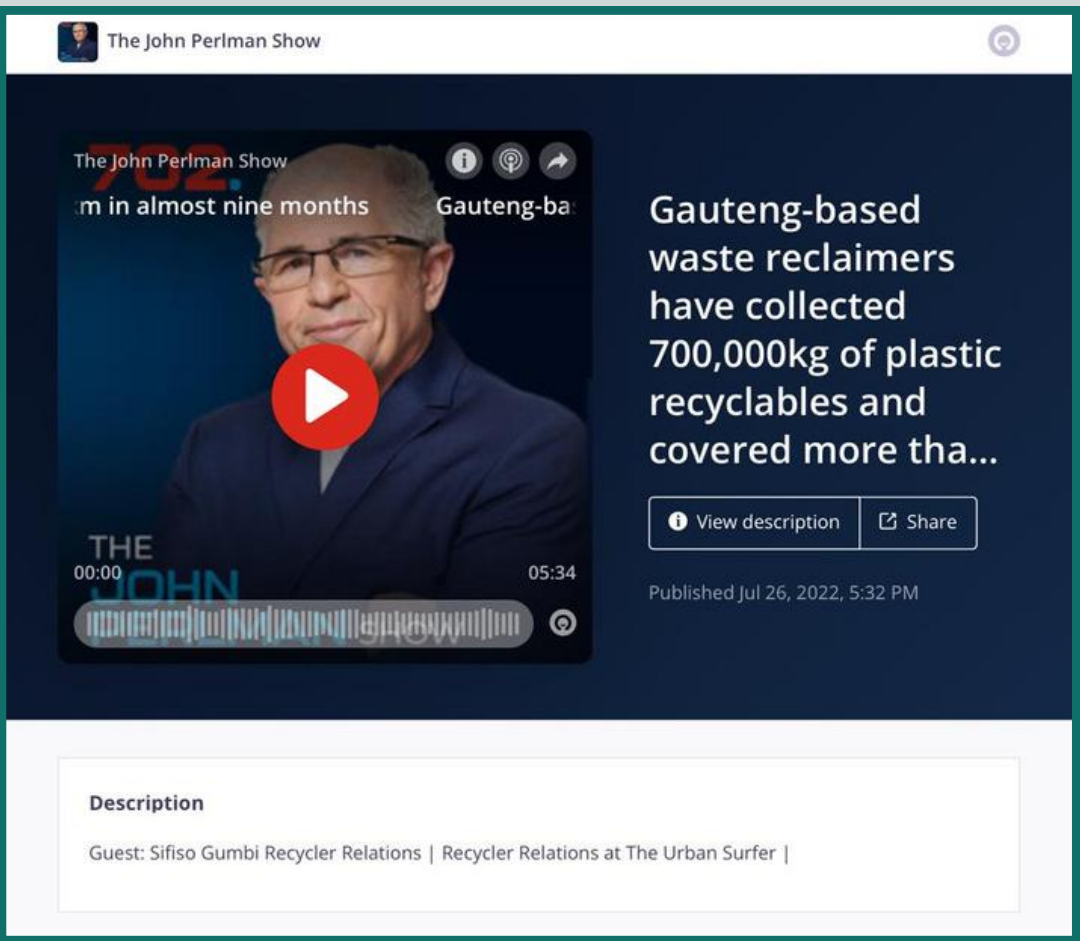 The John Perlman Show
702.
The John Perlman Show
m in almost nine months Gauteng-ba
Gauteng-based
waste reclaimers
have collected
700,000kg of plastic
recyclables and
covered more tha...
View description
Share
Published Jul 26, 2022, 5:32 PM
THE
00:00
05:34
JOHN
PERLMAN SHOW
Description
Guest: Sifiso Gumbi Recycler Relations | Recycler Relations at The Urban Surfer |